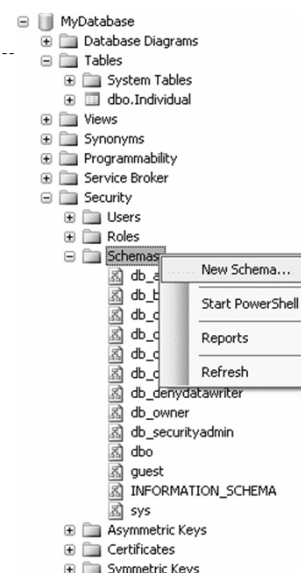 MyDatabase
Database Diagrams
Tables
System Tables
dbo.Individual
Views
Synonyms
Programmability
Service Broker
Security
Users
Roles
Schemas
New Schema...
Start PowerShell
Reports
Refresh
db_denydatawriter
db_owner
db_securityadmin
dbo
guest
INFORMATION_SCHEMA
sys
Asymmetric Keys
Certificates
Symmetric Keys